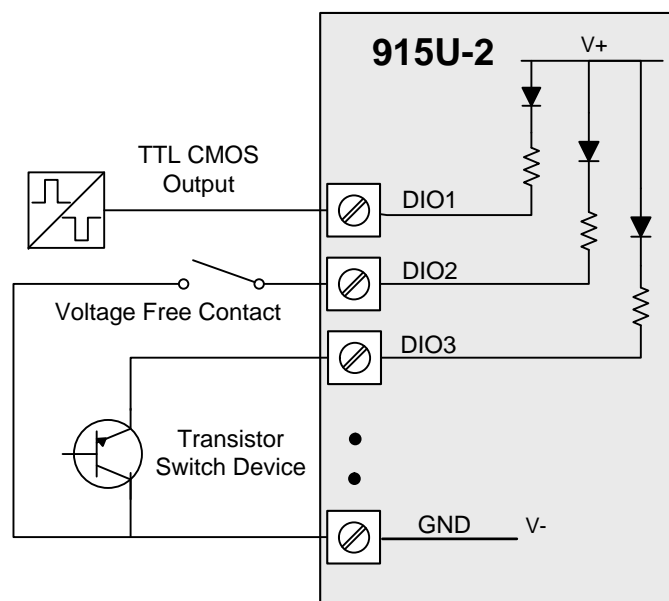 915U-2
V+
TTL CMOS
Output
DIO1
DIO2
Voltage Free Contact
DIO3
Transistor
Switch Device
GND
V-